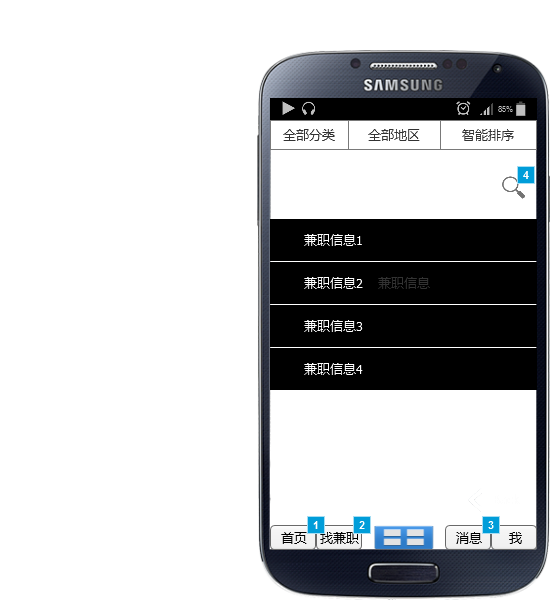 SAMSUNG
85%
全部分类 全部地区 智能排序
4
兼职信息1
兼职信息2 兼职信息
兼职信息3
兼职信息4
1 2 3
首页 找兼职 消息 我